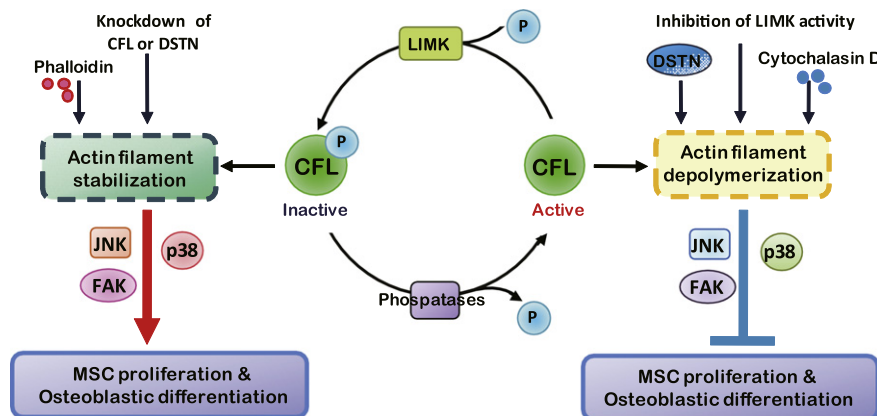 Knockdown of
CFL or DSTN
Phalloidin
Actin filament
stabilization
JNK
p38
FAK
MSC proliferation &
Osteoblastic differentiation
LIMK
P
CFL
P
Inactive
CFL
Active
Phospatases
P
Inhibition of LIMK activity
DSTN
Cytochalasin D
Actin filament
depolymerization
JNK
p38
FAK
MSC proliferation &
Osteoblastic differentiation